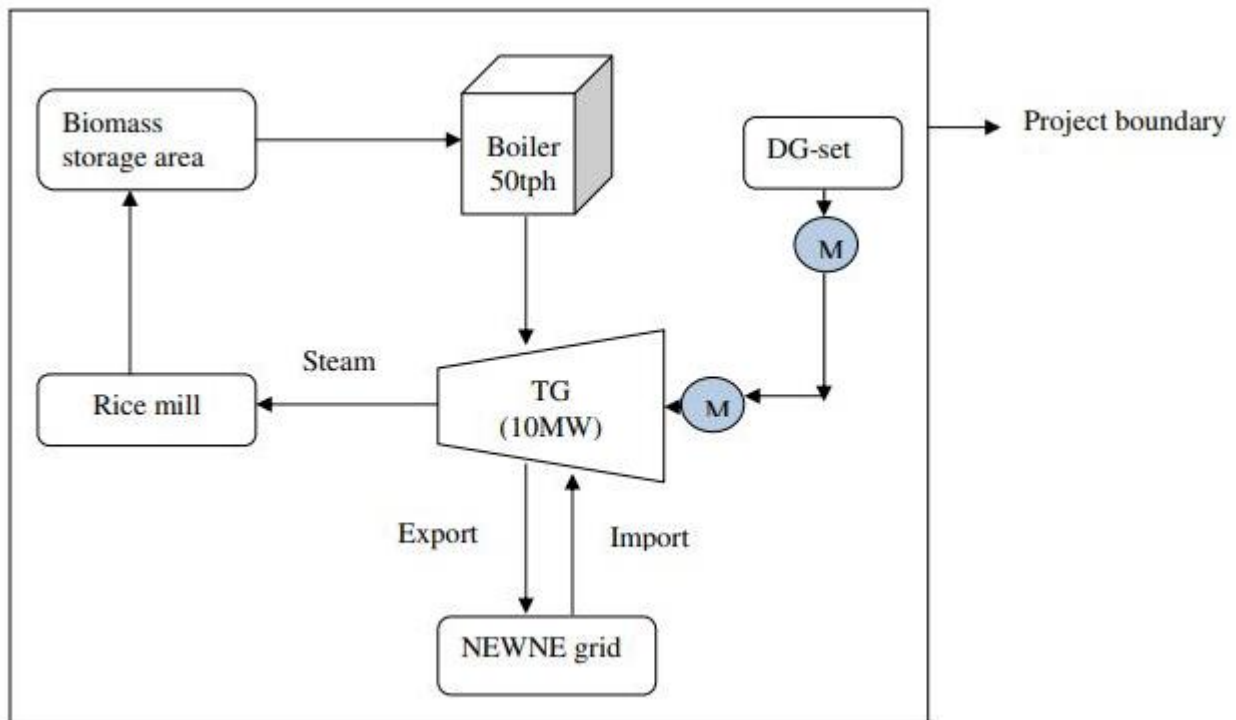 Biomass
storage area
Boiler
50tph
DG-set
Project boundary
M
Steam
Rice mill
TG
(10MW)
M
Export
Import
NEWNE grid